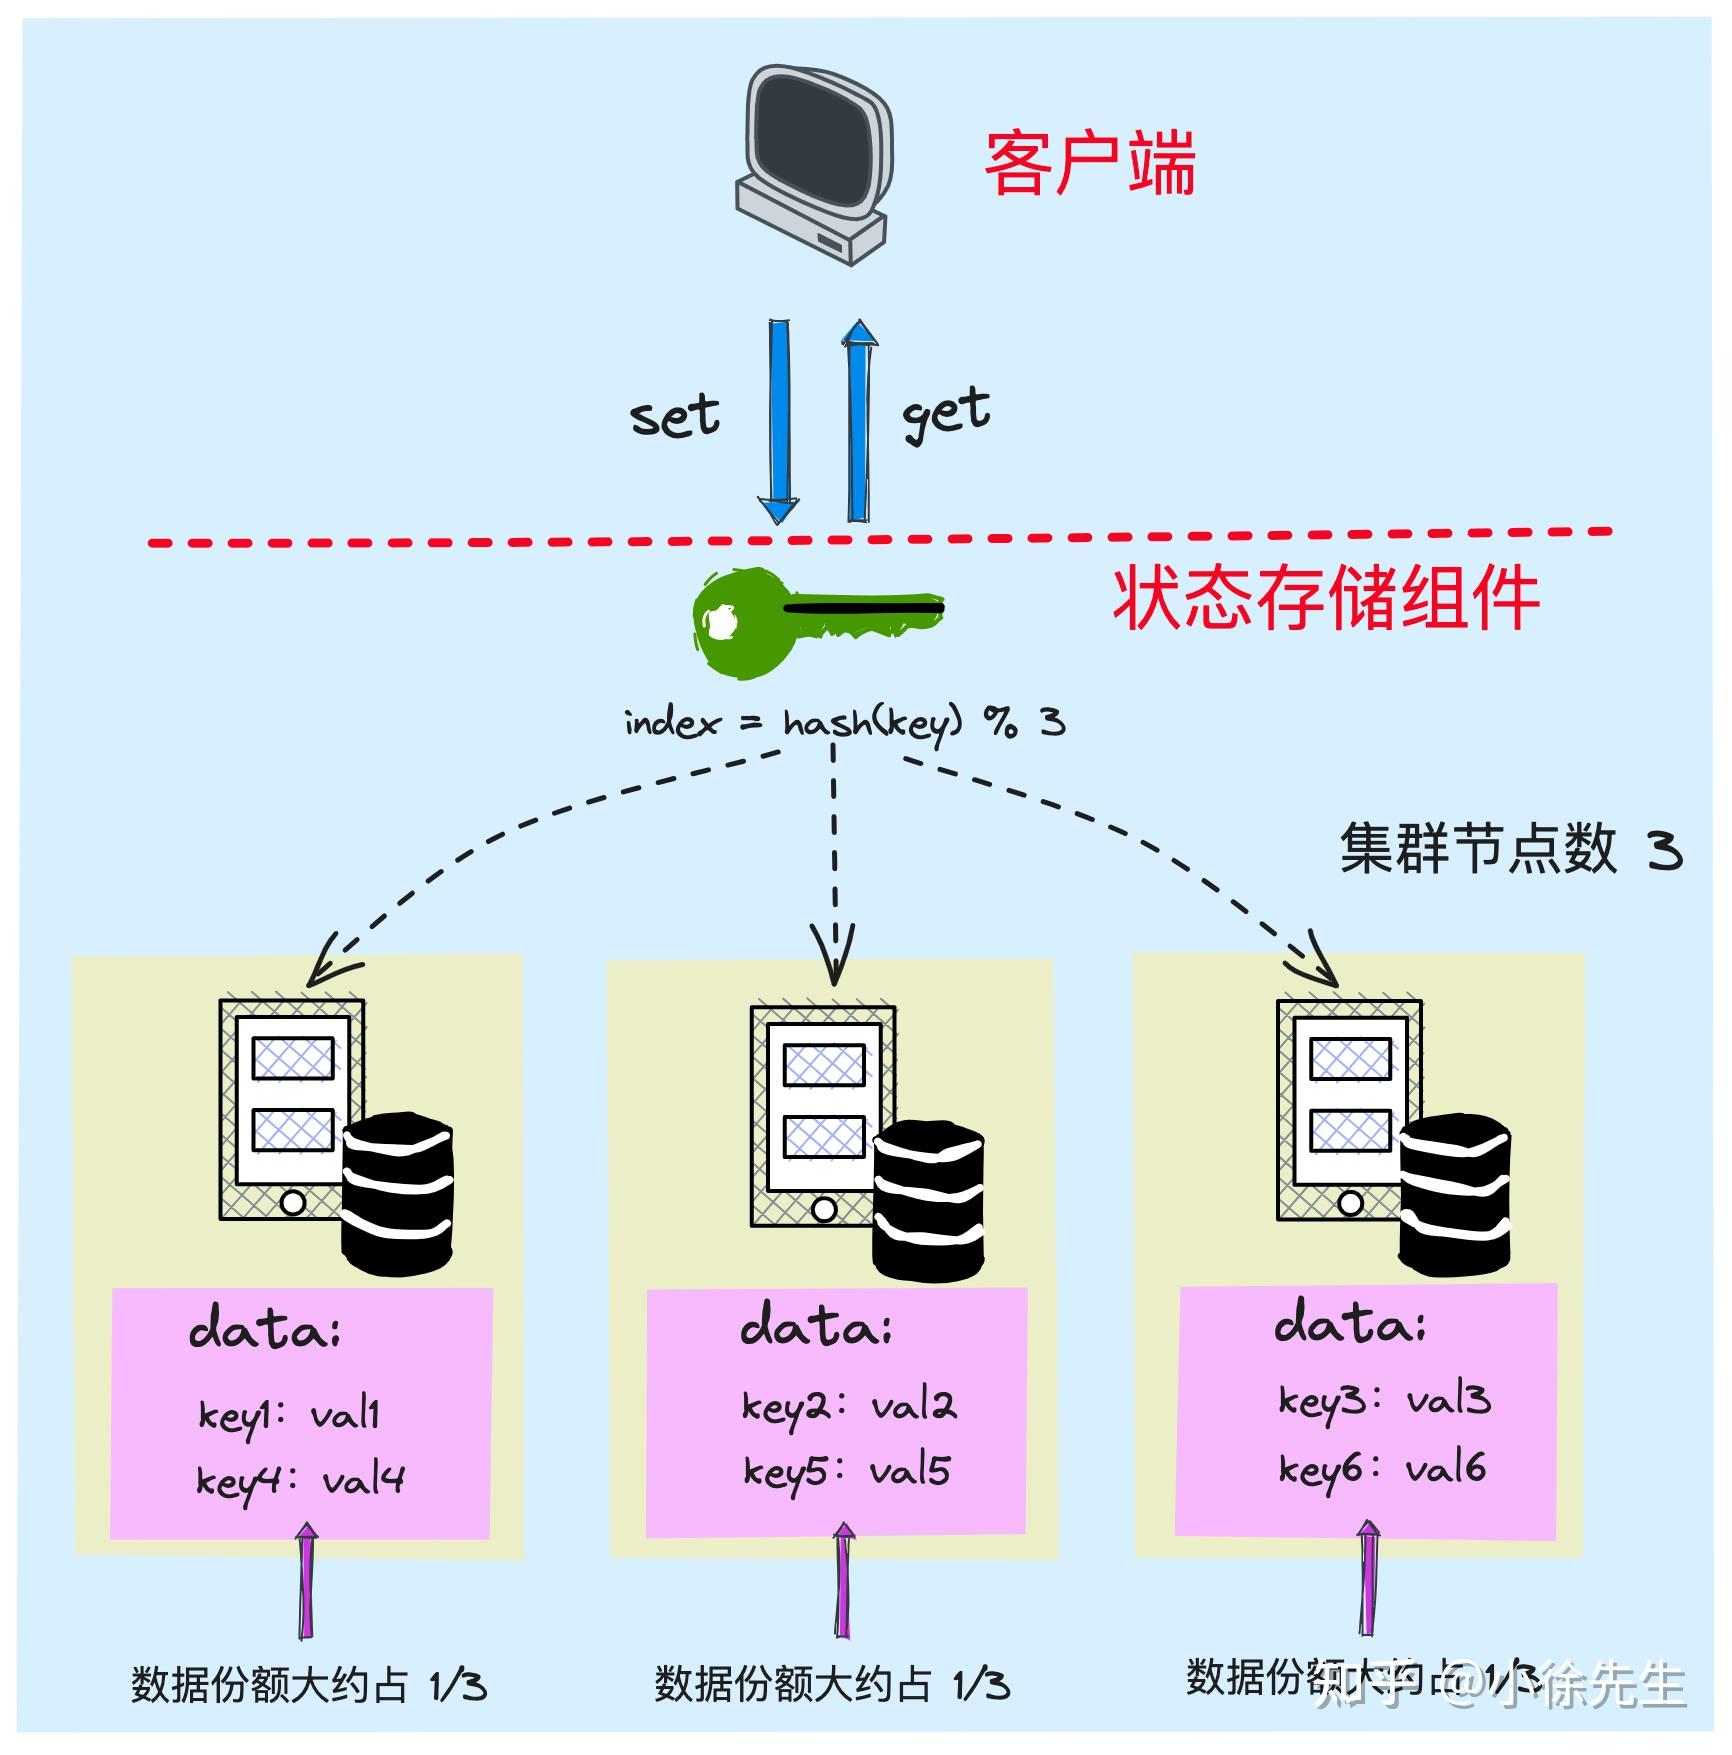 客户端
set
get
状态存储组件
index = hash(key) % 3
集群节点数 3
data:
key1: val1
key4: val4
data:
key2: val2
key5: val5
data:
key3: val3
key6: val6
数据份额大约占 1/3
数据份额大约占 1/3
数据份额大约占 1/3
知乎 @小徐先生